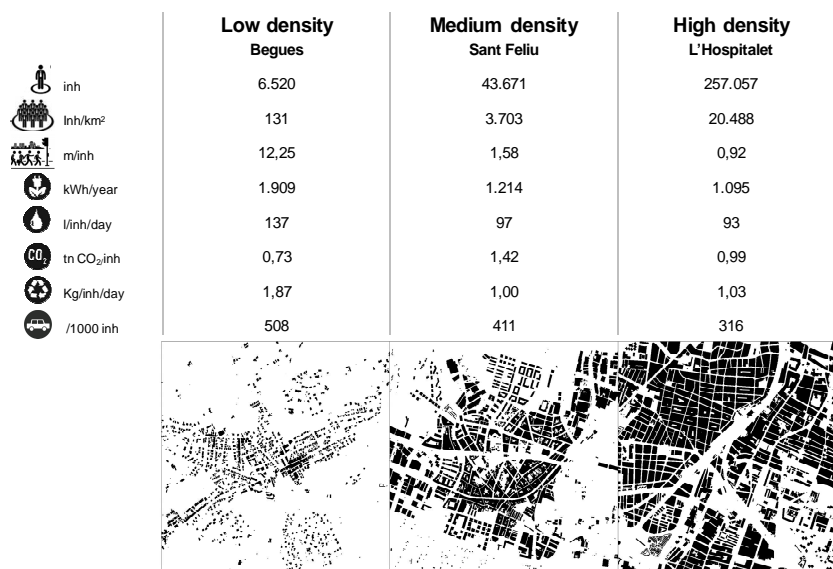 Low density Medium density High density
Begues Sant Feliu L'Hospitalet
inh 6.520 43.671 257.057
Inh/km² 131 3.703 20.488
m/inh 12,25 1,58 0,92
kWh/year 1.909 1.214 1.095
l/inh/day 137 97 93
CO₂ tn CO₂/inh 0,73 1,42 0,99
Kg/inh/day 1,87 1,00 1,03
/1000 inh 508 411 316